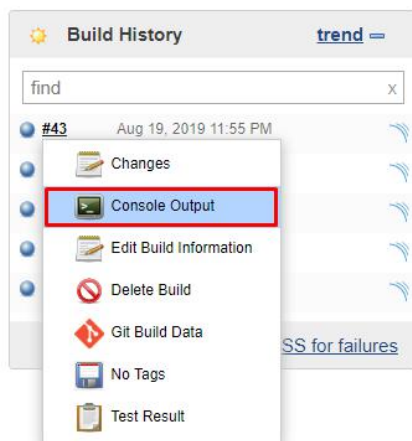 Build History trend
find x
#43 Aug 19, 2019 11:55 PM
Changes
Console Output
Edit Build Information
Delete Build
Git Build Data
SS for failures
No Tags
Test Result